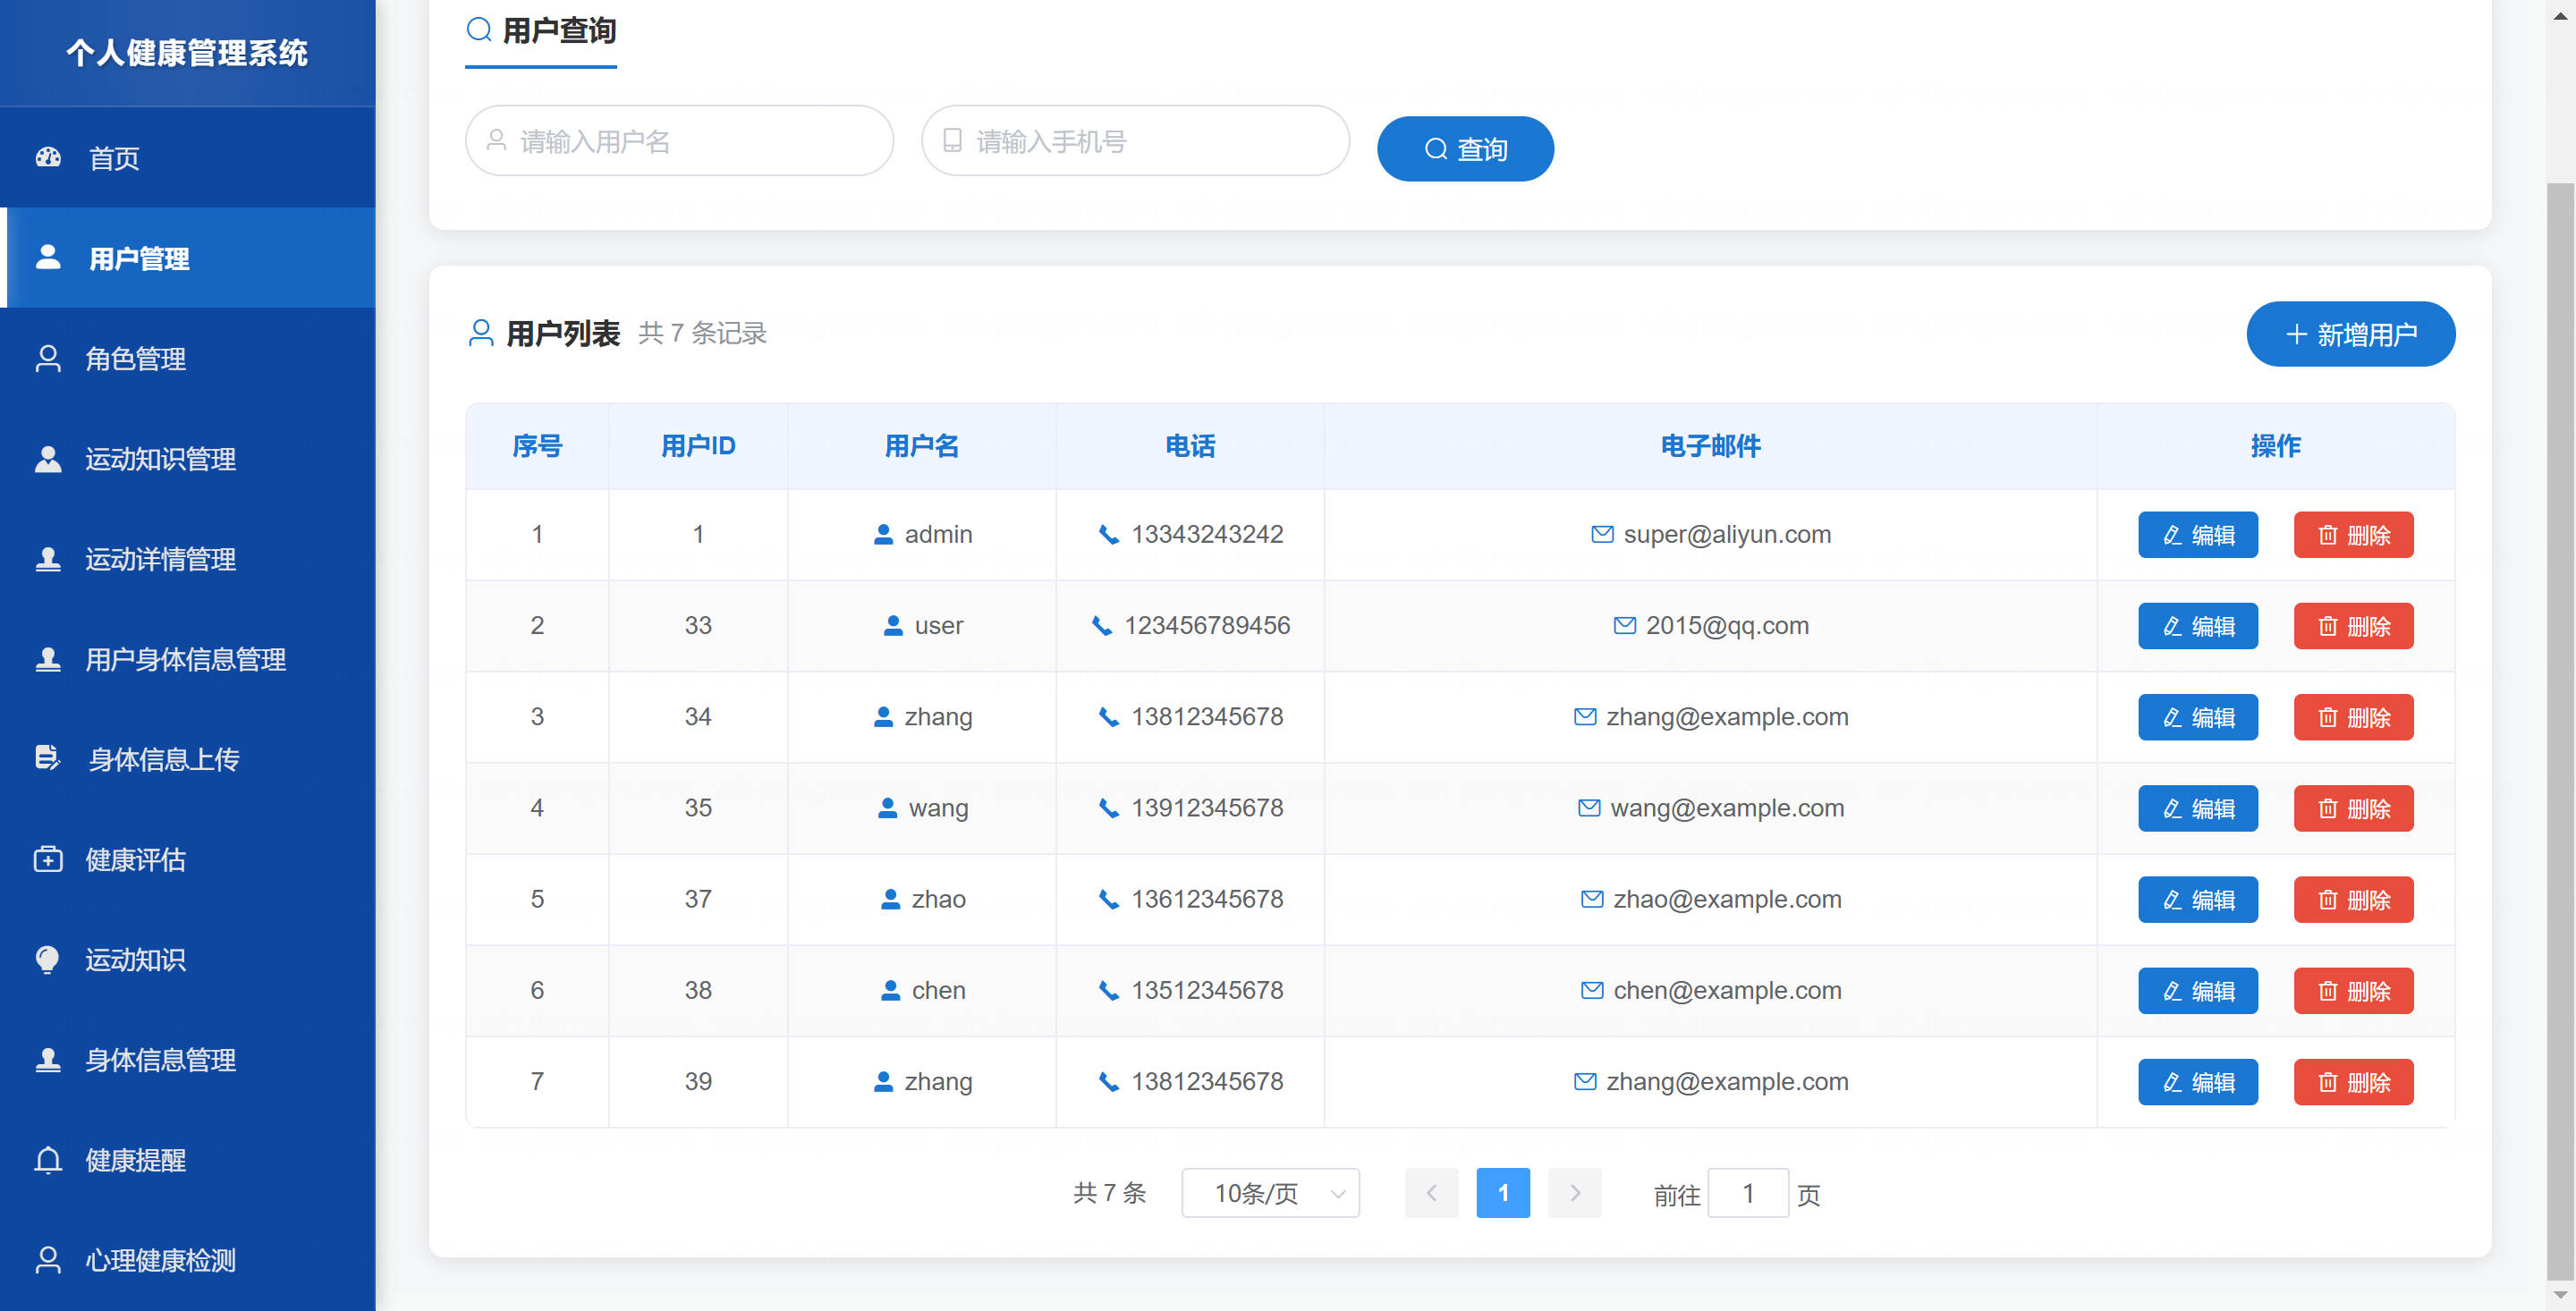 个人健康管理系统
首页
用户管理
角色管理
运动知识管理
运动详情管理
用户身体信息管理
身体信息上传
健康评估
运动知识
身体信息管理
健康提醒
心理健康检测
用户查询
请输入用户名 请输入手机号 查询
用户列表 共 7 条记录 新增用户
序号 用户ID 用户名 电话 电子邮件 操作
1 1 admin 13343243242 super@aliyun.com 编辑 删除
2 33 user 123456789456 2015@qq.com 编辑 删除
3 34 zhang 13812345678 zhang@example.com 编辑 删除
4 35 wang 13912345678 wang@example.com 编辑 删除
5 37 zhao 13612345678 zhao@example.com 编辑 删除
6 38 chen 13512345678 chen@example.com 编辑 删除
7 39 zhang 13812345678 zhang@example.com 编辑 删除
共 7 条 10条/页 1 前往 1 页